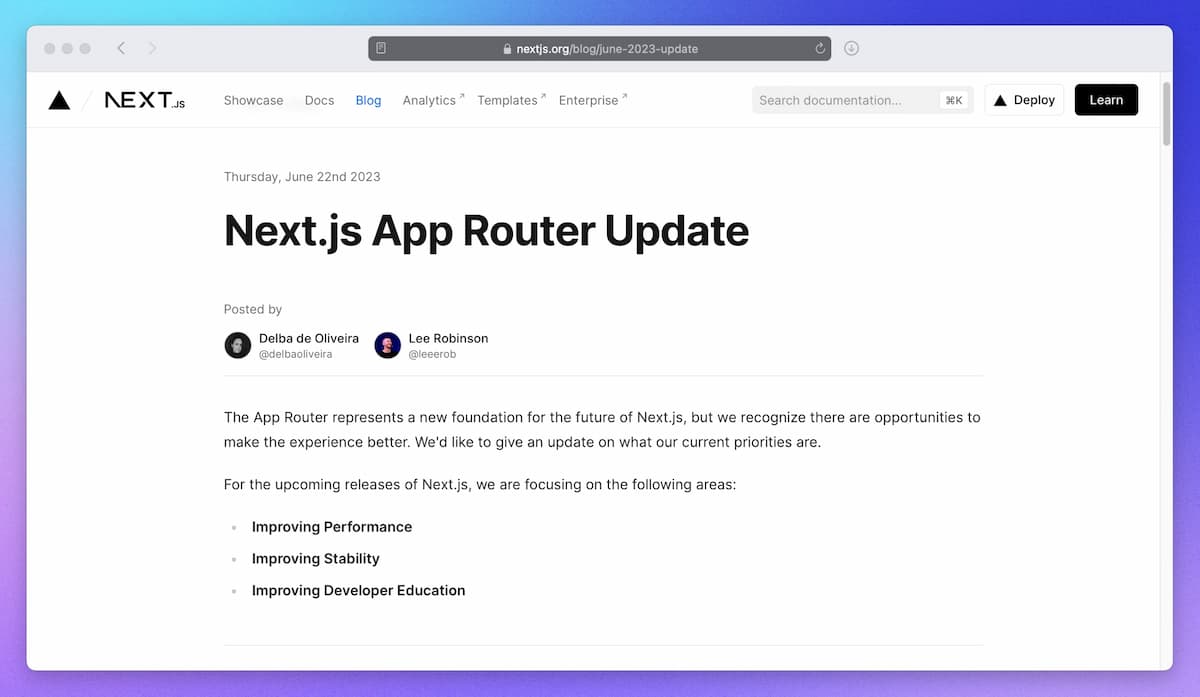 nextjs.org/blog/june-2023-update
NEXT.JS Showcase Docs Blog Analytics↗ Templates↗ Enterprise↗ Search documentation... ⌘K Deploy Learn
Thursday, June 22nd 2023
Next.js App Router Update
Posted by
Delba de Oliveira
@delbaoliveira
Lee Robinson
@leeerob
The App Router represents a new foundation for the future of Next.js, but we recognize there are opportunities to
make the experience better. We'd like to give an update on what our current priorities are.
For the upcoming releases of Next.js, we are focusing on the following areas:
• Improving Performance
• Improving Stability
• Improving Developer Education